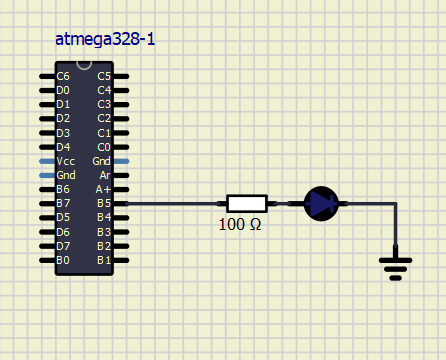 atmega328-1
C6 C5
D0 C4
D1 C3
D2 C2
D3 C1
D4 C0
Vcc Gnd
Gnd Ar
B6 A+
B7 B5
D5 B4
D6 B3
D7 B2
B0 B1
100 Ω